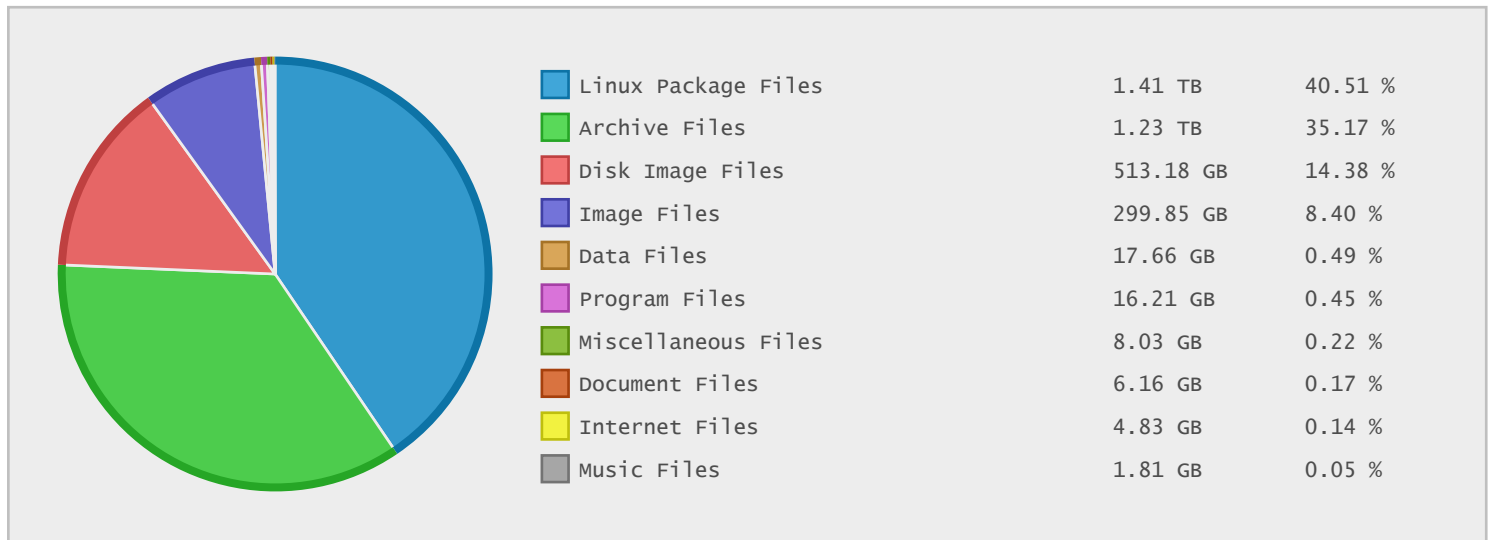 Linux Package Files 1.41 TB 40.51 %
Archive Files 1.23 TB 35.17 %
Disk Image Files 513.18 GB 14.38 %
Image Files 299.85 GB 8.40 %
Data Files 17.66 GB 0.49 %
Program Files 16.21 GB 0.45 %
Miscellaneous Files 8.03 GB 0.22 %
Document Files 6.16 GB 0.17 %
Internet Files 4.83 GB 0.14 %
Music Files 1.81 GB 0.05 %